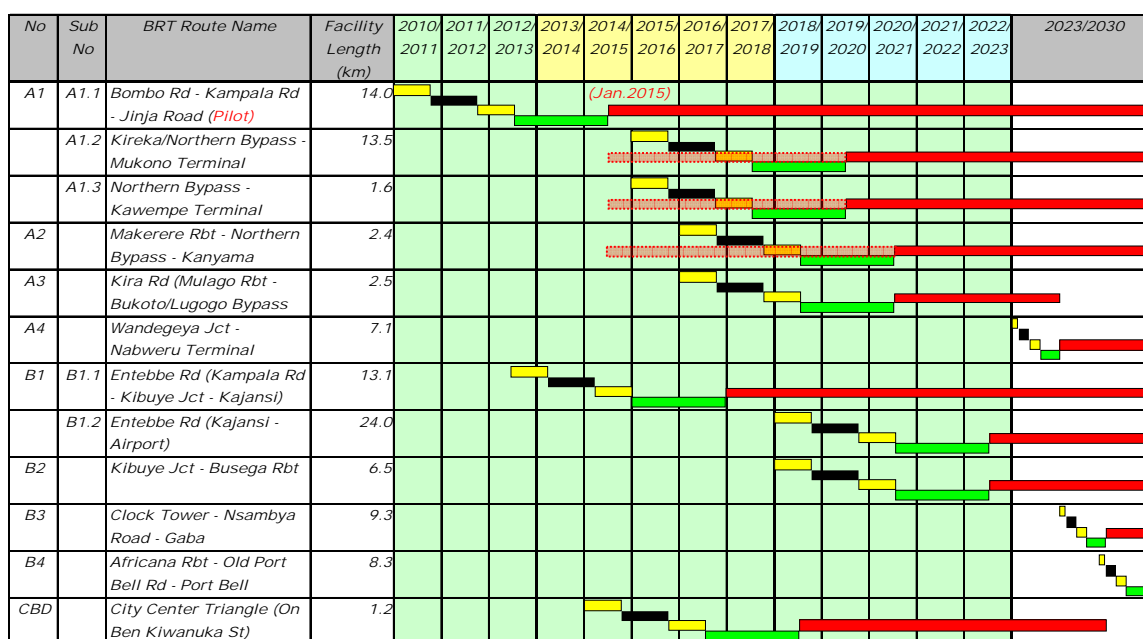 No Sub No BRT Route Name Facility Length (km) 2010/2011 2011/2012 2012/2013 2013/2014 2014/2015 2015/2016 2016/2017 2017/2018 2018/2019 2019/2020 2020/2021 2021/2022 2022/2023 2023/2030
A1 A1.1 Bombo Rd - Kampala Rd 14.0 (Jan.2015)
- Jinja Road (Pilot)
A1.2 Kireka/Northern Bypass - 13.5
Mukono Terminal
A1.3 Northern Bypass - 1.6
Kawempe Terminal
A2 Makerere Rbt - Northern 2.4
Bypass - Kanyama
A3 Kira Rd (Mulago Rbt - 2.5
Bukoto/Lugogo Bypass
A4 Wandegeya Jct - 7.1
Nabweru Terminal
B1 B1.1 Entebbe Rd (Kampala Rd 13.1
- Kibuye Jct - Kajansi)
B1.2 Entebbe Rd (Kajansi - 24.0
Airport)
B2 Kibuye Jct - Busega Rbt 6.5
B3 Clock Tower - Nsambya 9.3
Road - Gaba
B4 Africana Rbt - Old Port 8.3
Bell Rd - Port Bell
CBD City Center Triangle (On 1.2
Ben Kiwanuka St)